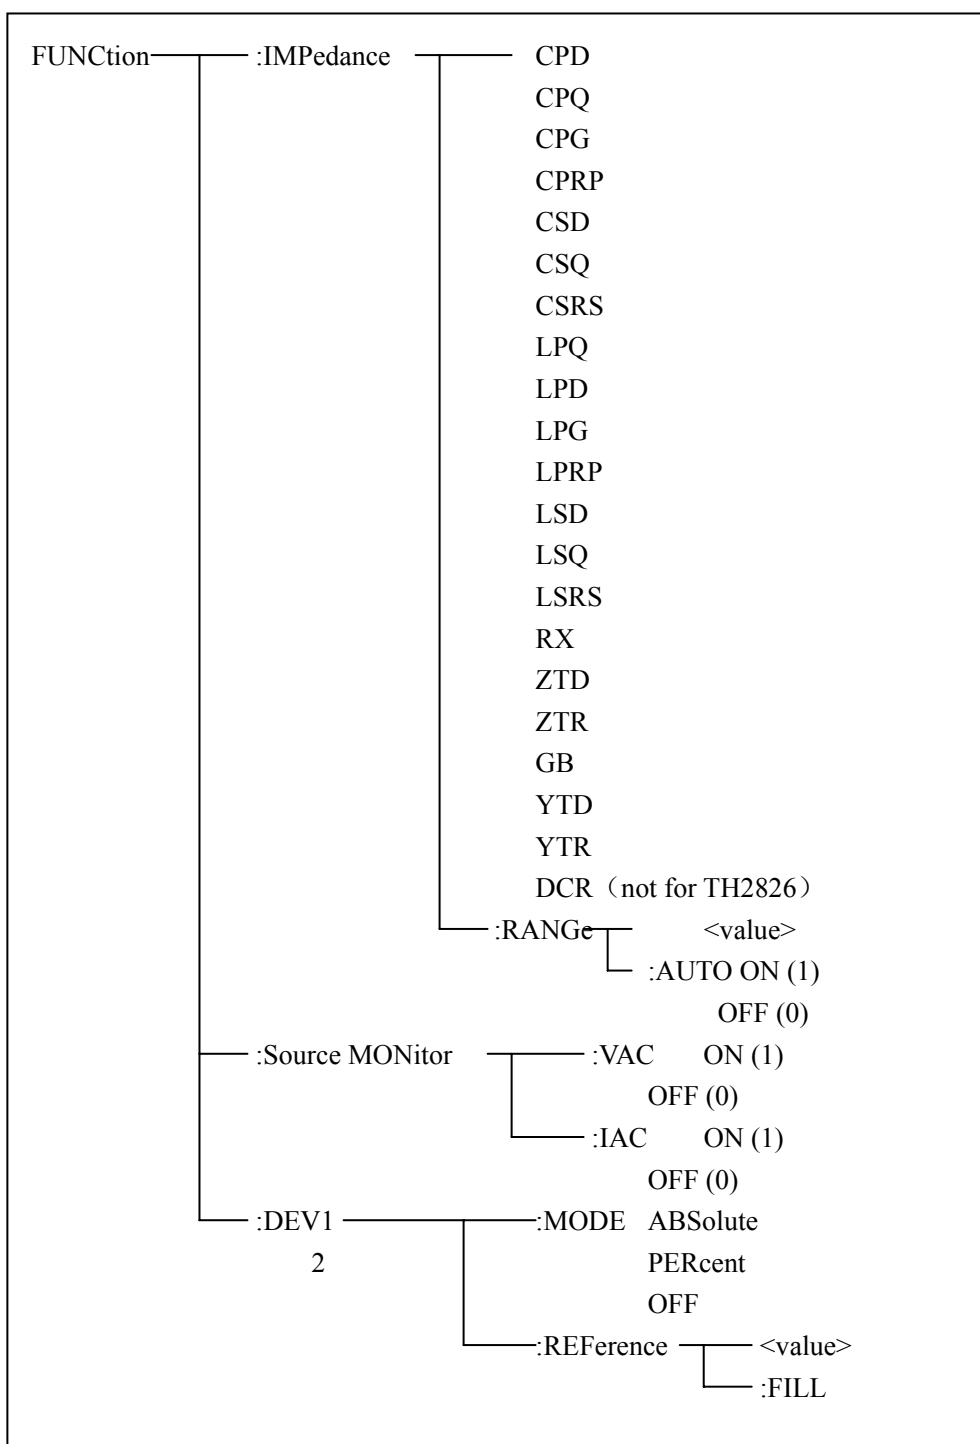 FUNCtion :IMPedance CPD
CPQ
CPG
CPRP
CSD
CSQ
CSRS
LPQ
LPD
LPG
LPRP
LSD
LSQ
LSRS
RX
ZTD
ZTR
GB
YTD
YTR
DCR（not for TH2826）
:RANGe <value>
:AUTO ON (1)
OFF (0)
:Source MONitor :VAC ON (1)
OFF (0)
:IAC ON (1)
OFF (0)
:DEV1 :MODE ABSolute
2 PERcent
OFF
:REFerence <value>
:FILL